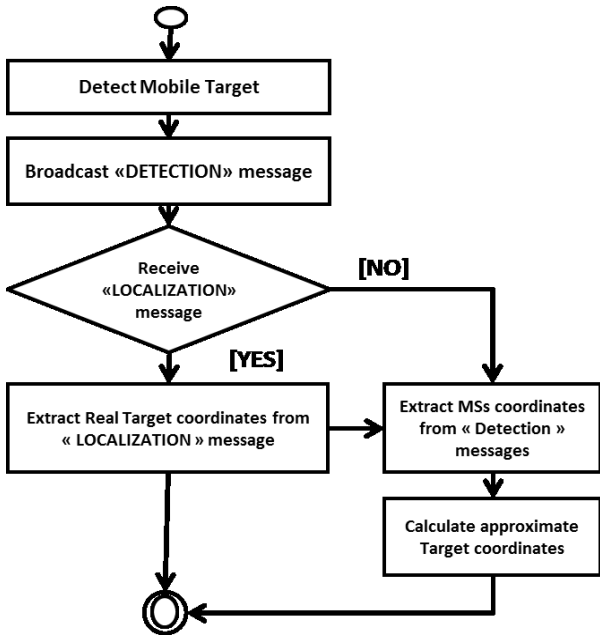 Detect Mobile Target
Broadcast «DETECTION» message
Receive
«LOCALIZATION»
message
[NO]
[YES]
Extract Real Target coordinates from
« LOCALIZATION » message
Extract MSs coordinates
from « Detection »
messages
Calculate approximate
Target coordinates